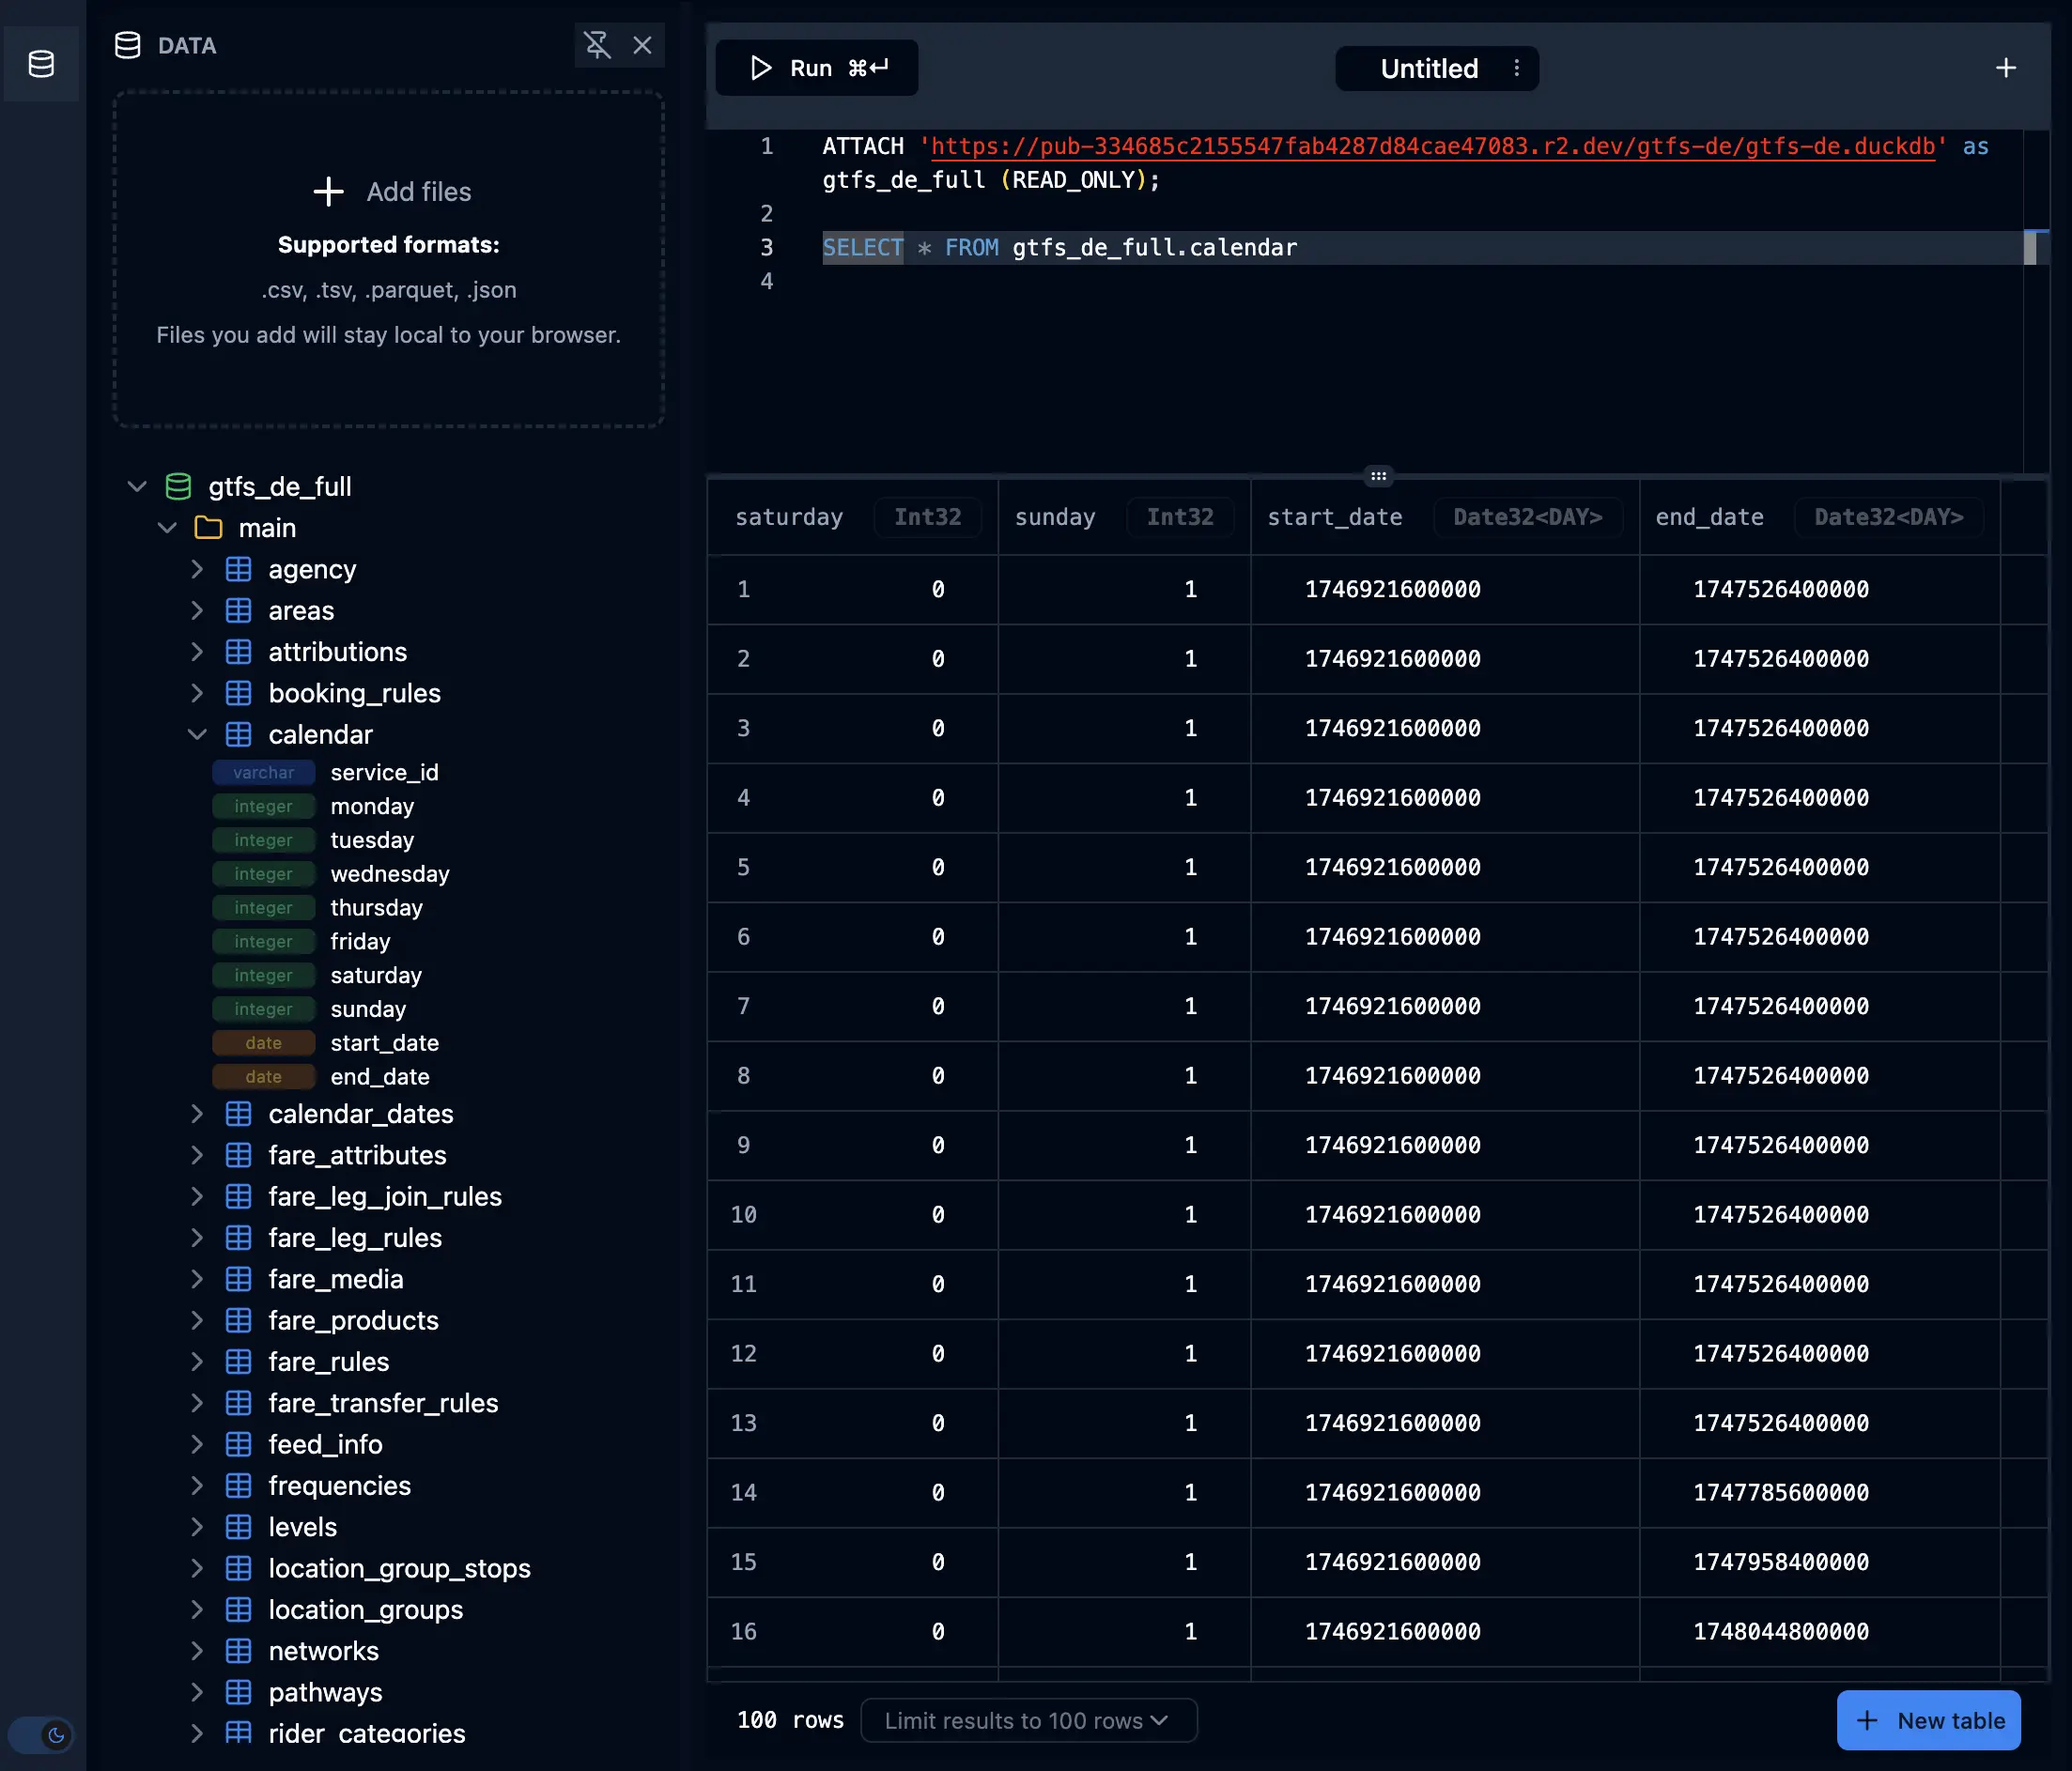 DATA
Add files
Supported formats:
.csv, .tsv, .parquet, .json
Files you add will stay local to your browser.
gtfs_de_full
main
agency
areas
attributions
booking_rules
calendar
varchar service_id
integer monday
integer tuesday
integer wednesday
integer thursday
integer friday
integer saturday
integer sunday
date start_date
date end_date
calendar_dates
fare_attributes
fare_leg_join_rules
fare_leg_rules
fare_media
fare_products
fare_rules
fare_transfer_rules
feed_info
frequencies
levels
location_group_stops
location_groups
networks
pathways
rider_categories
Run ⌘↵
Untitled
1 ATTACH 'https://pub-334685c2155547fab4287d84cae47083.r2.dev/gtfs-de/gtfs-de.duckdb' as
gtfs_de_full (READ_ONLY);
2
3 SELECT * FROM gtfs_de_full.calendar
4
saturday Int32 sunday Int32 start_date Date32<DAY> end_date Date32<DAY>
1 0 1 1746921600000 1747526400000
2 0 1 1746921600000 1747526400000
3 0 1 1746921600000 1747526400000
4 0 1 1746921600000 1747526400000
5 0 1 1746921600000 1747526400000
6 0 1 1746921600000 1747526400000
7 0 1 1746921600000 1747526400000
8 0 1 1746921600000 1747526400000
9 0 1 1746921600000 1747526400000
10 0 1 1746921600000 1747526400000
11 0 1 1746921600000 1747526400000
12 0 1 1746921600000 1747526400000
13 0 1 1746921600000 1747526400000
14 0 1 1746921600000 1747785600000
15 0 1 1746921600000 1747958400000
16 0 1 1746921600000 1748044800000
100 rows
Limit results to 100 rows
New table